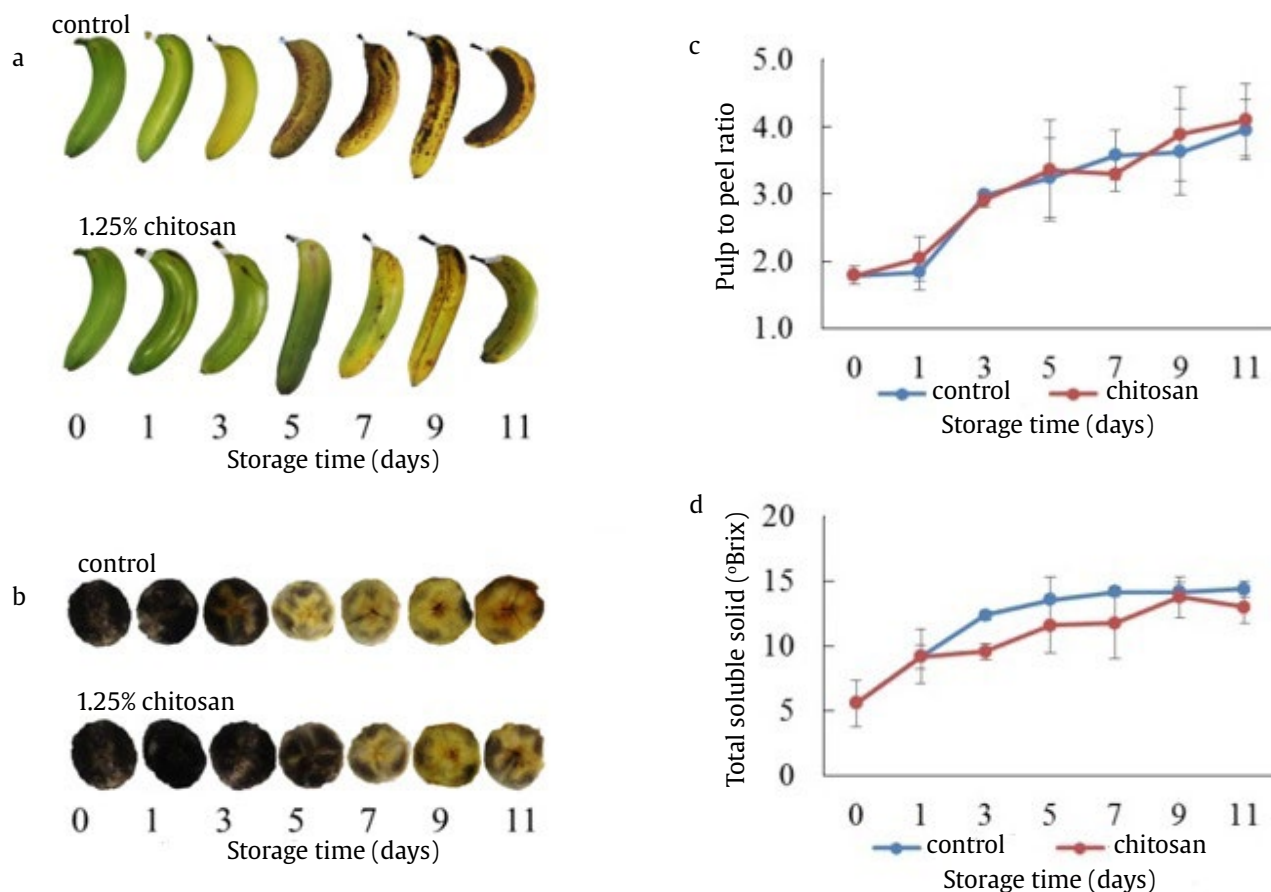 a
control
1.25% chitosan
0 1 3 5 7 9 11
Storage time (days)
b
control
1.25% chitosan
0 1 3 5 7 9 11
Storage time (days)
c
Pulp to peel ratio
5.0
4.0
3.0
2.0
1.0
0 1 3 5 7 9 11
control chitosan
Storage time (days)
d
Total soluble solid (ºBrix)
20
15
10
5
0
0 1 3 5 7 9 11
control chitosan
Storage time (days)